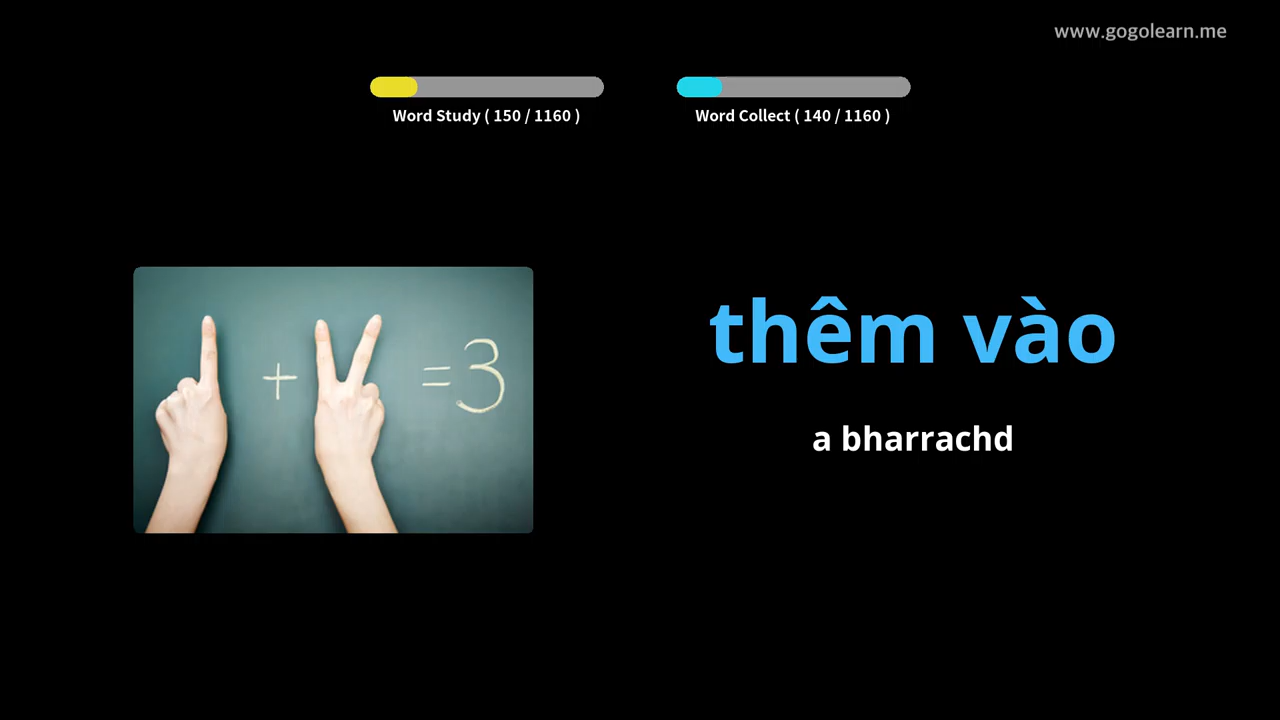 www.gogolearn.me
Word Study ( 150 / 1160 )
Word Collect ( 140 / 1160 )
+ = 3
thêm vào
a bharrachd